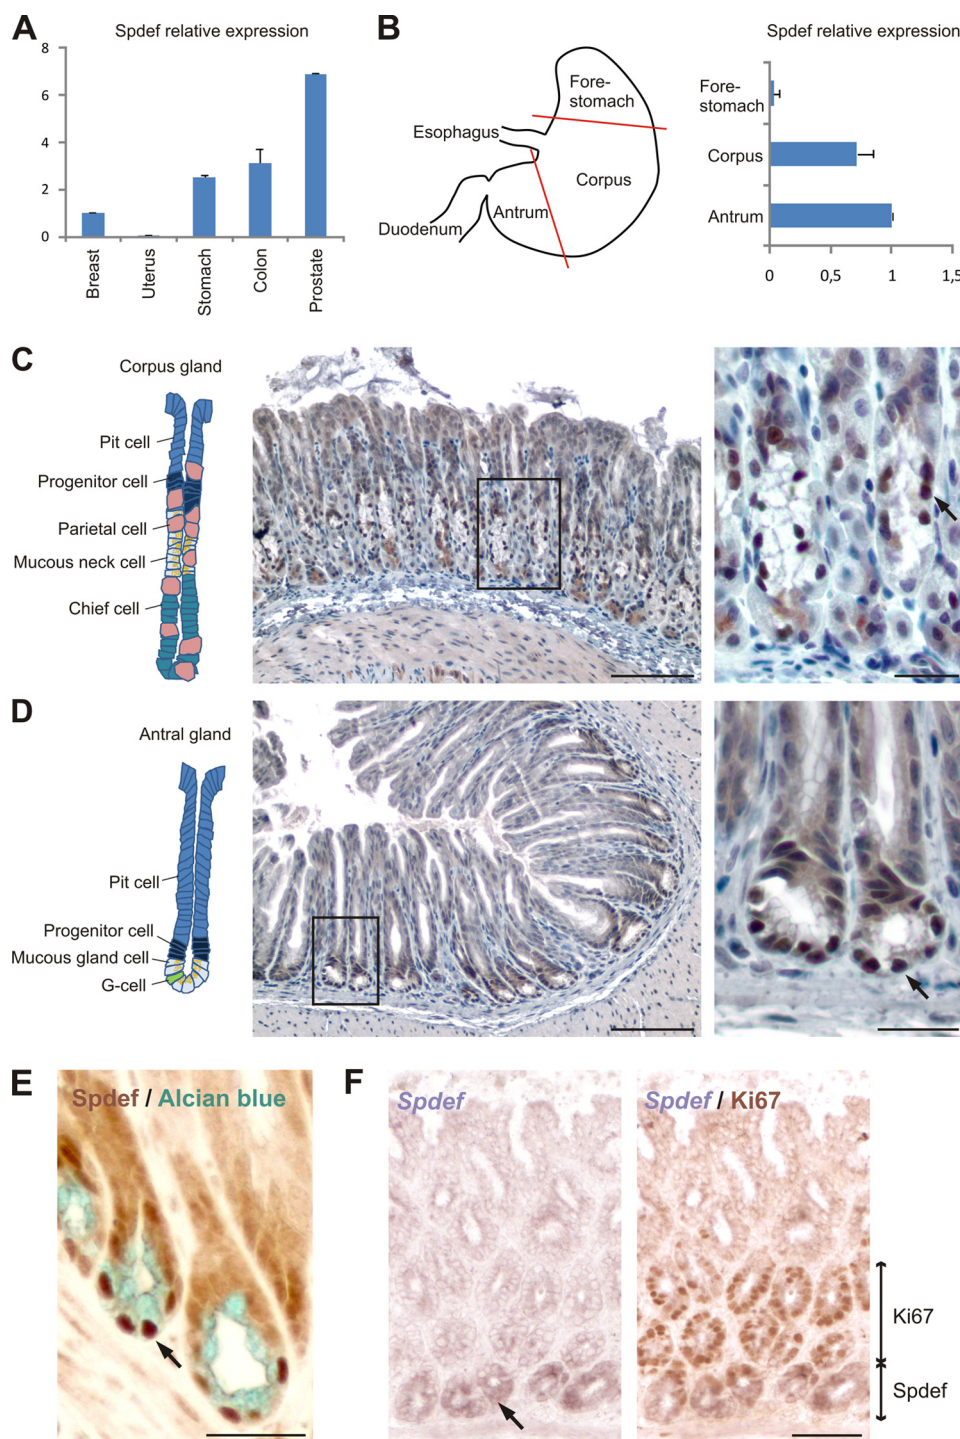 A
Spdef relative expression
8
6
4
2
0
Breast
Uterus
Stomach
Colon
Prostate
B
Fore-
stomach
Esophagus
Corpus
Antrum
Duodenum
Spdef relative expression
Fore-
stomach
Corpus
Antrum
0
0,5
1
1,5
C
Corpus gland
Pit cell
Progenitor cell
Parietal cell
Mucous neck cell
Chief cell
D
Antral gland
Pit cell
Progenitor cell
Mucous gland cell
G-cell
E
Spdef / Alcian blue
F
Spdef
Spdef / Ki67
Ki67
Spdef